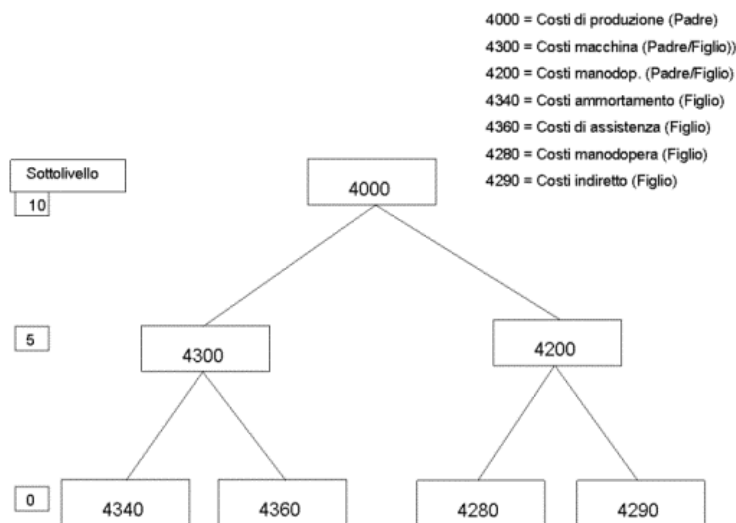 4000 = Costi di produzione (Padre)
4300 = Costi macchina (Padre/Figlio))
4200 = Costi manodop. (Padre/Figlio)
4340 = Costi ammortamento (Figlio)
4360 = Costi di assistenza (Figlio)
4280 = Costi manodopera (Figlio)
4290 = Costi indiretto (Figlio)
Sottolivello
10
4000
5
4300
4200
0
4340
4360
4280
4290